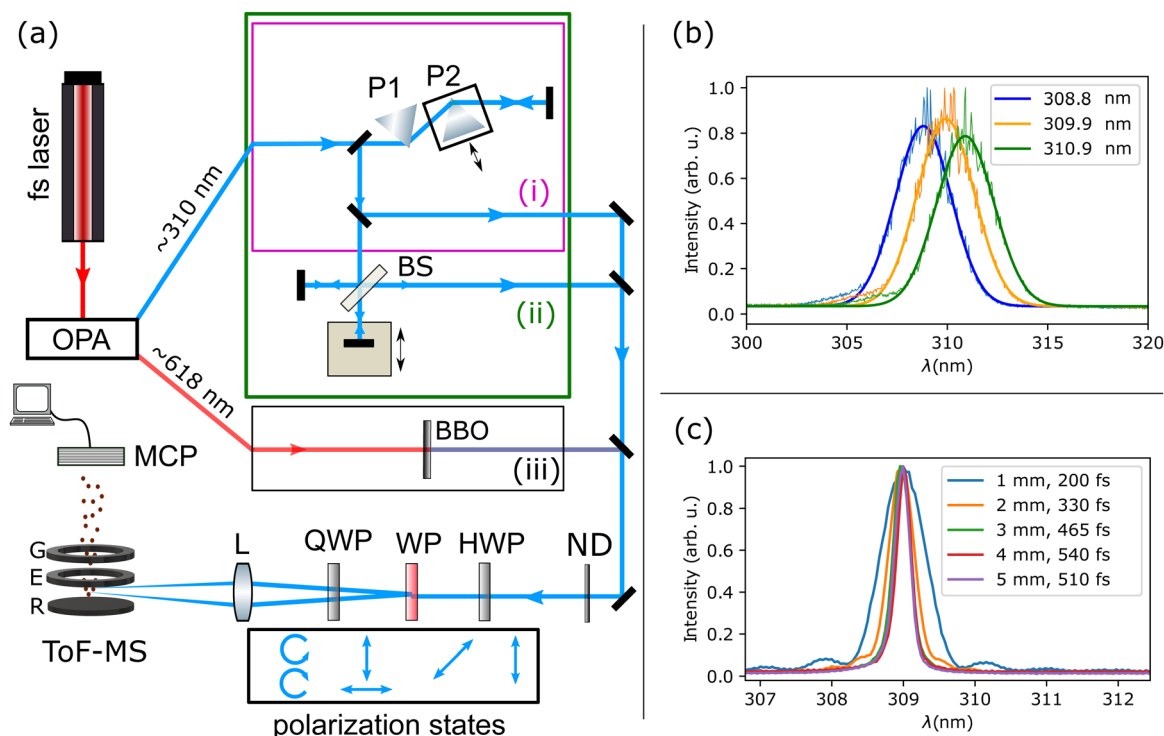 (a)
fs laser
OPA
~310 nm
~618 nm
P1
P2
(i)
BS
(ii)
BBO
(iii)
MCP
G
E
R
ToF-MS
L
QWP
WP
HWP
ND
polarization states
(b)
Intensity (arb. u.)
1.0
0.8
0.6
0.4
0.2
0.0
308.8 nm
309.9 nm
310.9 nm
300 305 310 315 320
λ(nm)
(c)
Intensity (arb. u.)
1.0
0.8
0.6
0.4
0.2
0.0
1 mm, 200 fs
2 mm, 330 fs
3 mm, 465 fs
4 mm, 540 fs
5 mm, 510 fs
307 308 309 310 311 312
λ(nm)